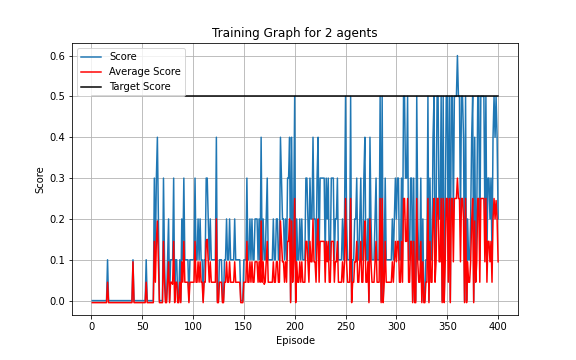 Training Graph for 2 agents
Score
Average Score
Target Score
0.6
0.5
0.4
0.3
0.2
0.1
0.0
Score
0 50 100 150 200 250 300 350 400
Episode